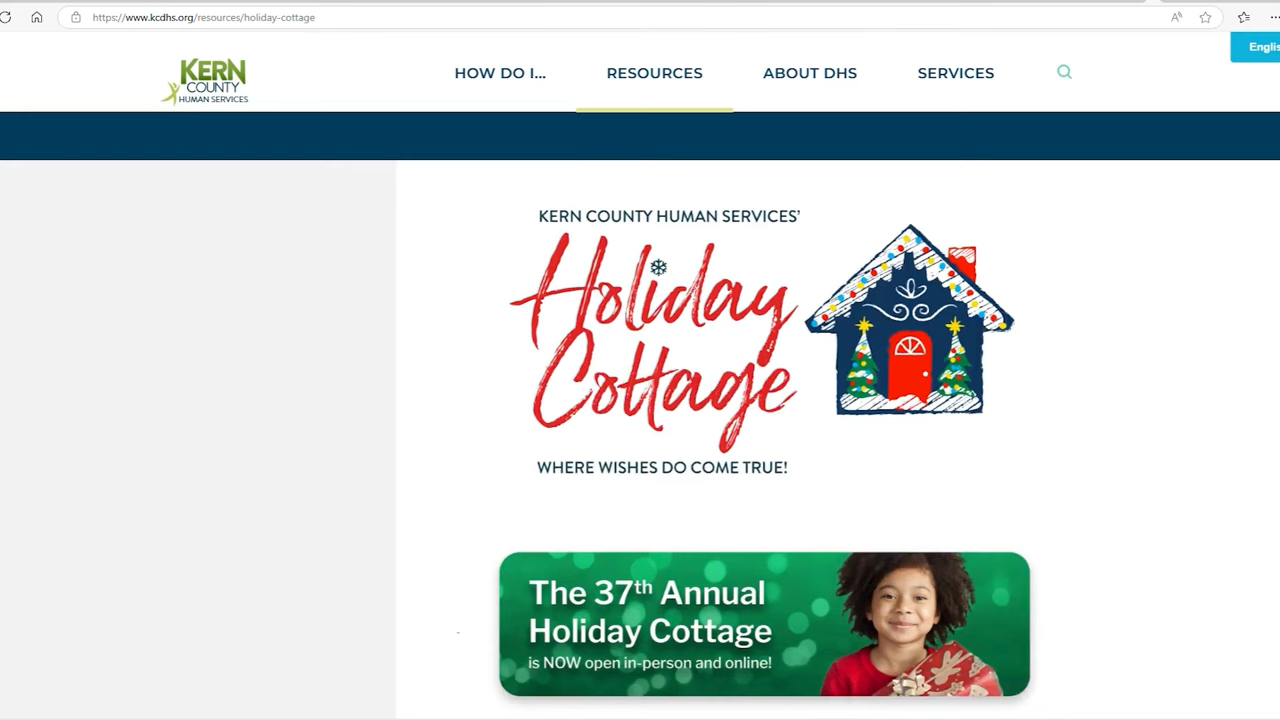 https://www.kcdhs.org/resources/holiday-cottage
KERN
COUNTY
HUMAN SERVICES
HOW DO I...
RESOURCES
ABOUT DHS
SERVICES
Englis
KERN COUNTY HUMAN SERVICES'
Holiday
Cottage
WHERE WISHES DO COME TRUE!
The 37th Annual
Holiday Cottage
is NOW open in-person and online!